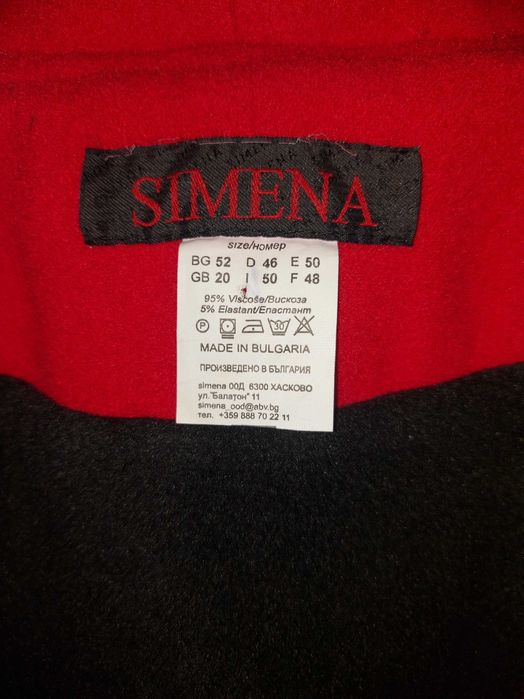 SIMENA
size/номер
BG 52 D 46 E 50
GB 20 I 50 F 48
95% Viscose/Вискоза
5% Elastant/Еластант
P 30
MADE IN BULGARIA
ПРОИЗВЕДЕНО В БЪЛГАРИЯ
simena ООД 6300 ХАСКОВО
ул."Балатон" 11
simena_ood@abv.bg
тел. +359 888 70 22 11